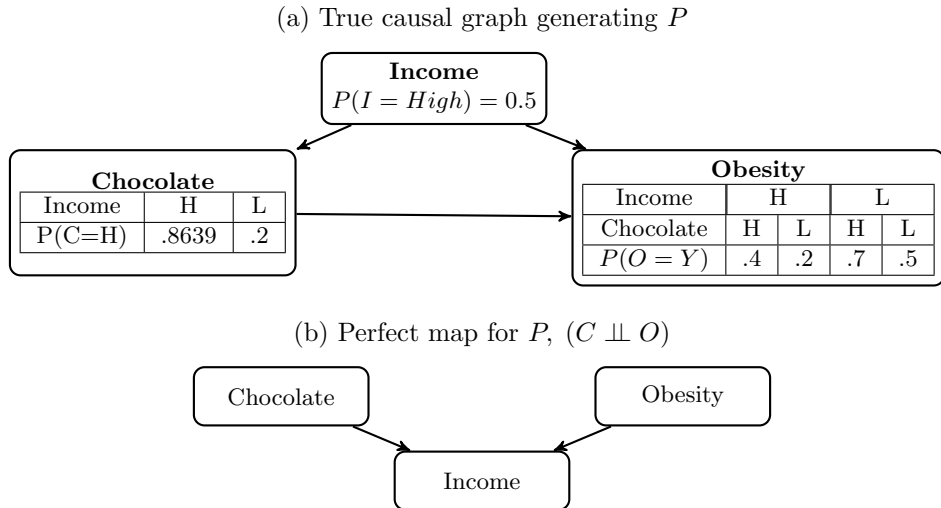 (a) True causal graph generating P
Income
P(I = High) = 0.5
Chocolate
Income H L
P(C=H) .8639 .2
Obesity
Income H L
Chocolate H L H L
P(O = Y) .4 .2 .7 .5
(b) Perfect map for P, (C ⫫ O)
Chocolate
Obesity
Income